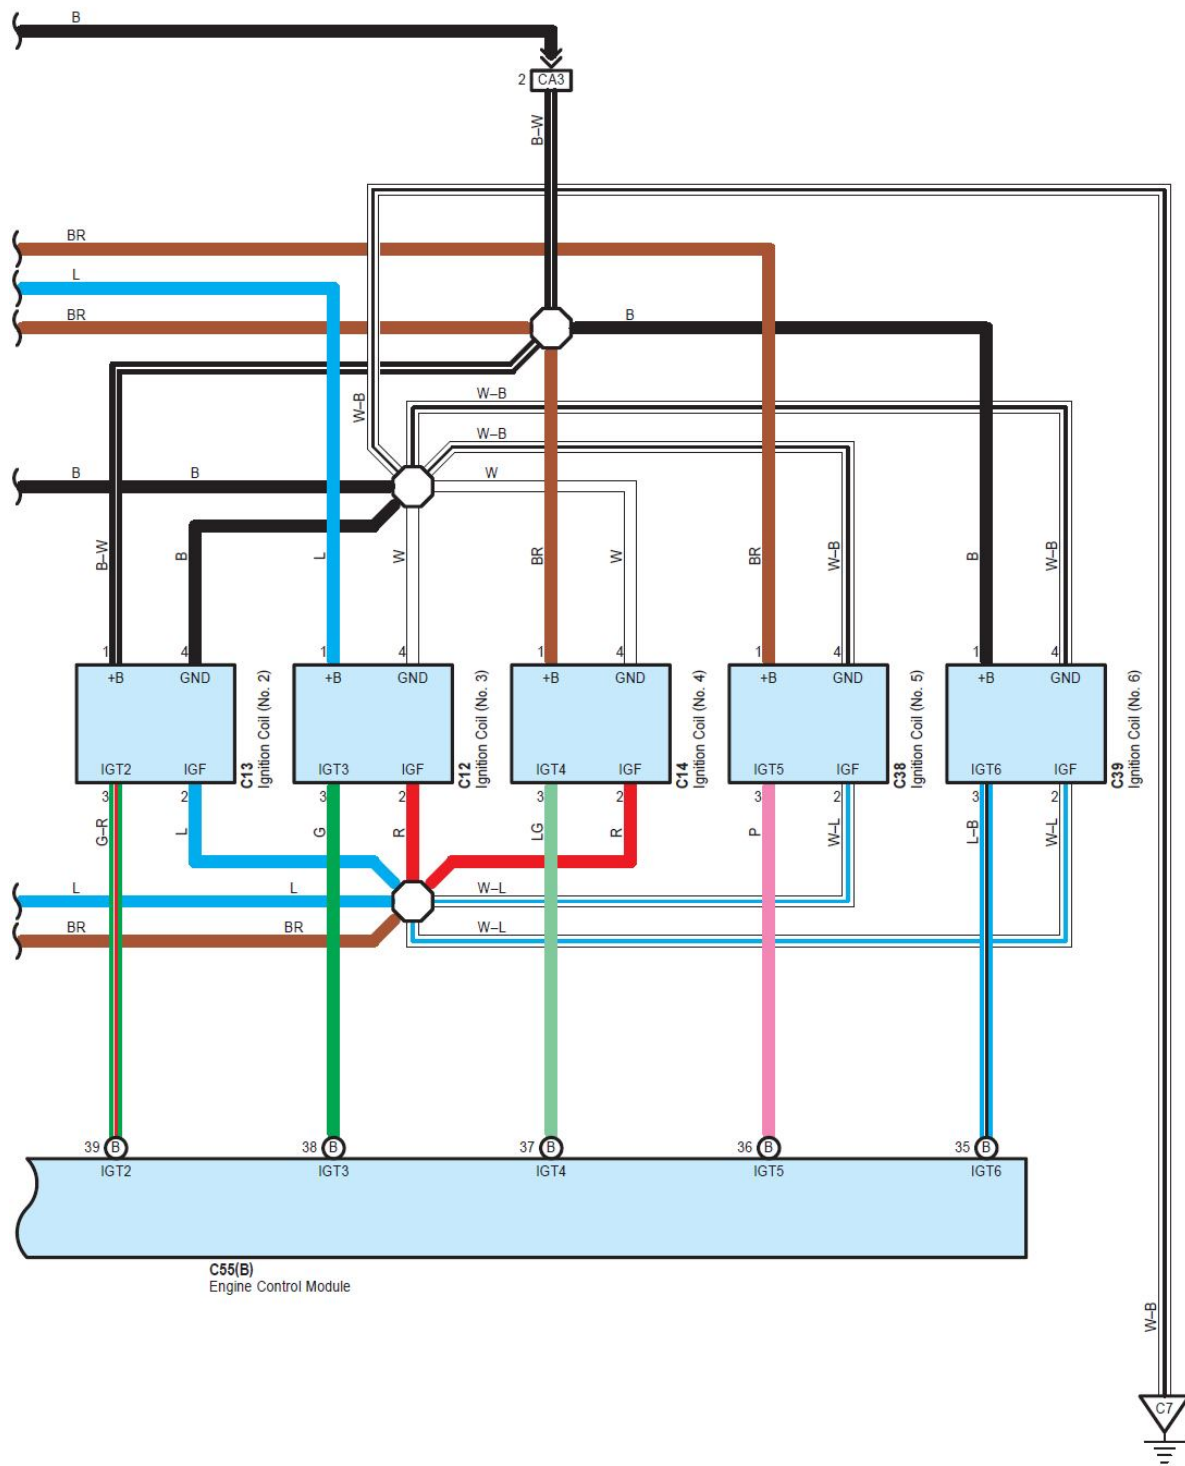 B
2 CA3
B–W
BR
L
BR
B
W–B
W–B
W–B
B
B
W
B–W
B
L
W
BR
W
BR
W–B
B
W–B
1 4 1 4 1 4 1 4 1 4
+B GND +B GND +B GND +B GND +B GND
IGT2 IGF IGT3 IGF IGT4 IGF IGT5 IGF IGT6 IGF
C13
Ignition Coil (No. 2)
C12
Ignition Coil (No. 3)
C14
Ignition Coil (No. 4)
C38
Ignition Coil (No. 5)
C39
Ignition Coil (No. 6)
3 2 3 2 3 2 3 2 3 2
G–R
L
G
R
LG
R
P
W–L
L–B
W–L
L
L
W–L
BR
BR
W–L
39 B 38 B 37 B 36 B 35 B
IGT2 IGT3 IGT4 IGT5 IGT6
C55(B)
Engine Control Module
W–B
C7